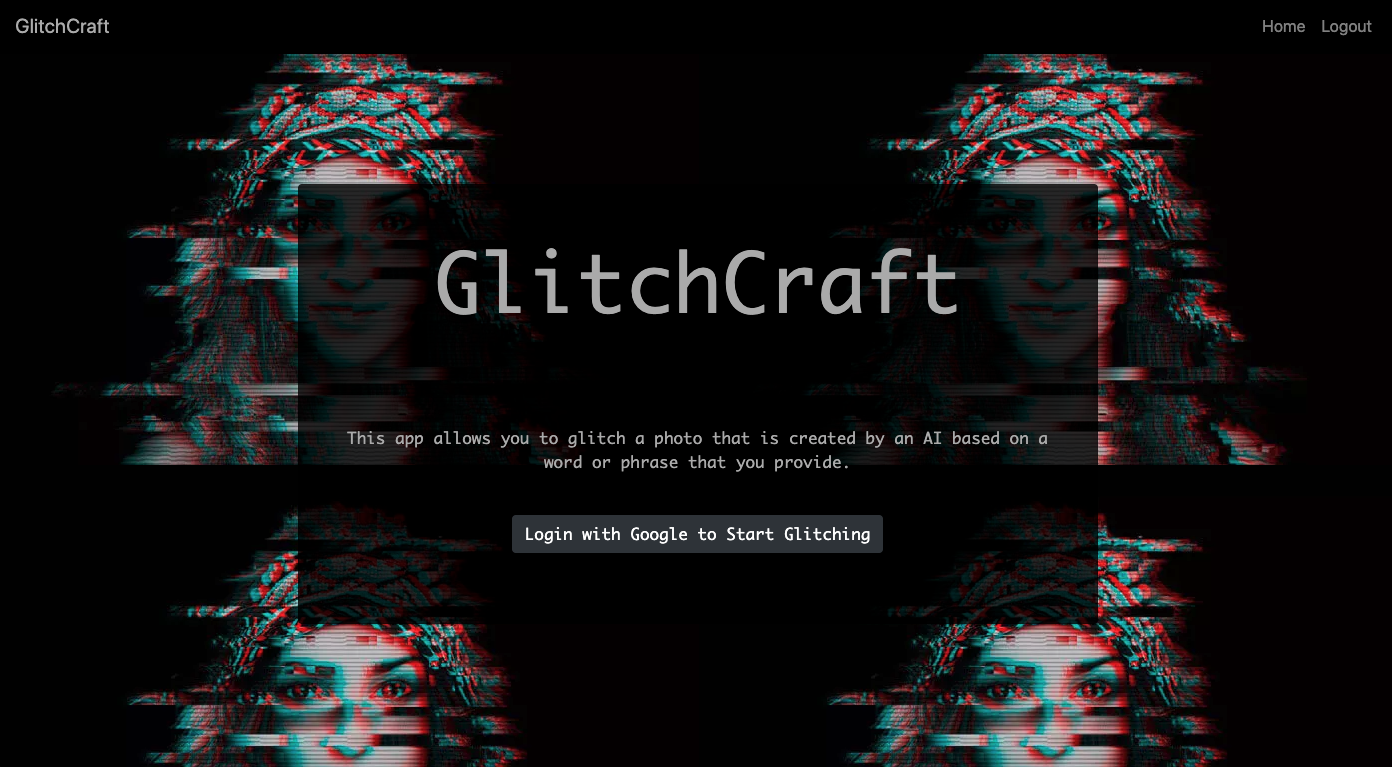 GlitchCraft
Home
Logout
GlitchCraft
This app allows you to glitch a photo that is created by an AI based on a
word or phrase that you provide.
Login with Google to Start Glitching